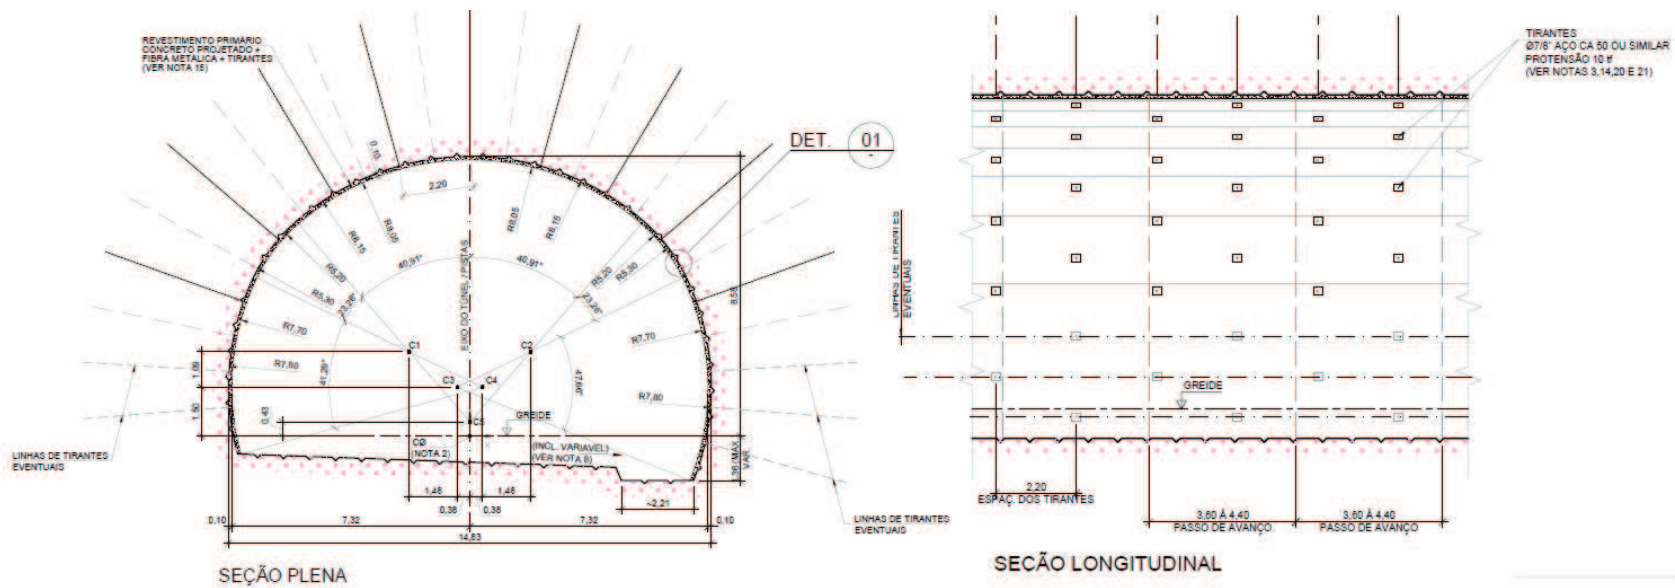 REVESTIMENTO PRIMÁRIO
CONCRETO PROJETADO +
FIBRA METÁLICA + TIRANTES
(VER NOTA 15)
0.10
2,20
DET. 01
-
R8,05
R8,15
R8,05
R8,15
R5,20
R5,30
R5,20
R5,30
40,91°
40,91°
23,26°
23,26°
EIXO DO TÚNEL / PISTAS
8,59
R7,70
R7,80
R7,70
R7,80
41,29°
47,66°
C1
C2
C3
C4
C5
1,09
1,50
0,43
GREIDE
CØ
(NOTA 2)
(INCL. VARIAVEL)
(VER NOTA 8)
VAR.
LINHAS DE TIRANTES
EVENTUAIS
LINHAS DE TIRANTES
EVENTUAIS
1,48
1,48
0,38
0,38
~2,21
0,10
7,32
7,32
0,10
14,83
SEÇÃO PLENA
TIRANTES
Ø7/8" AÇO CA 50 OU SIMILAR
PROTENSÃO 10 tf
(VER NOTAS 3,14,20 E 21)
LINHAS DE TIRANTES
EVENTUAIS
GREIDE
2,20
ESPAÇ. DOS TIRANTES
3,60 À 4,40
PASSO DE AVANÇO
3,60 À 4,40
PASSO DE AVANÇO
SEÇÃO LONGITUDINAL